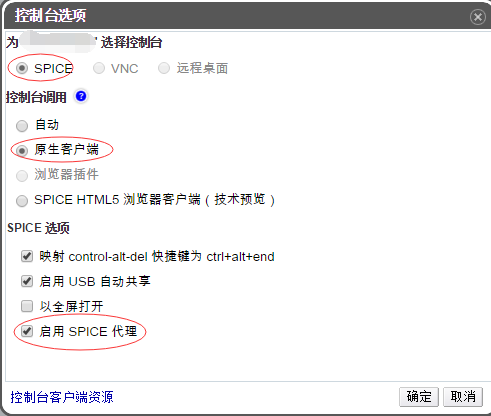 控制台选项
为 " 选择控制台
SPICE VNC 远程桌面
控制台调用 ?
自动
原生客户端
浏览器插件
SPICE HTML5 浏览器客户端 ( 技术预览 )
SPICE 选项
映射 control-alt-del 快捷键为 ctrl+alt+end
启用 USB 自动共享
以全屏打开
启用 SPICE 代理
控制台客户端资源 确定 取消